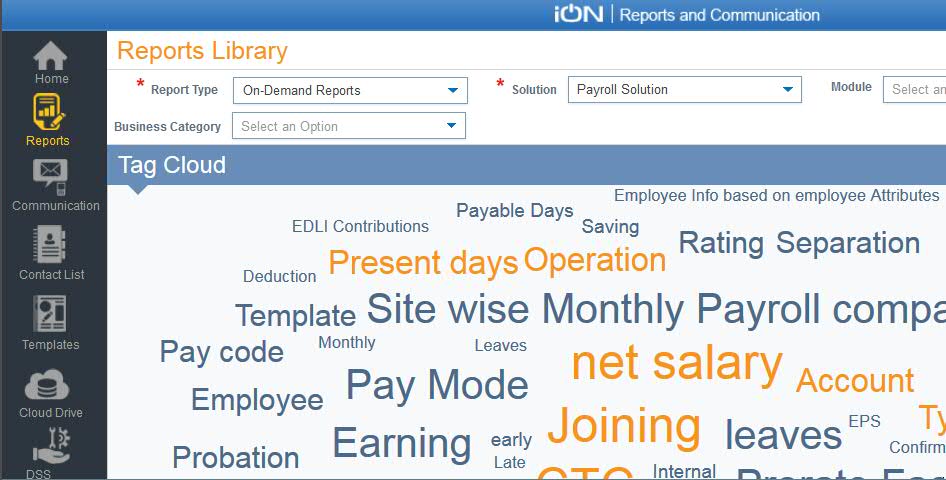 iON | Reports and Communication
Home
Reports
Communication
Contact List
Templates
Cloud Drive
DSS
Reports Library
* Report Type On-Demand Reports * Solution Payroll Solution Module Select an
Business Category Select an Option
Tag Cloud
Employee Info based on employee Attributes
Payable Days
EDLI Contributions Saving
Rating Separation
Present days Operation
Deduction
Template Site wise Monthly Payroll compa
Pay code Monthly Leaves
net salary
Account
Employee Pay Mode
Joining leaves EPS Ty
Earning early
Confirm
Probation Late
CTC Internal Prorate